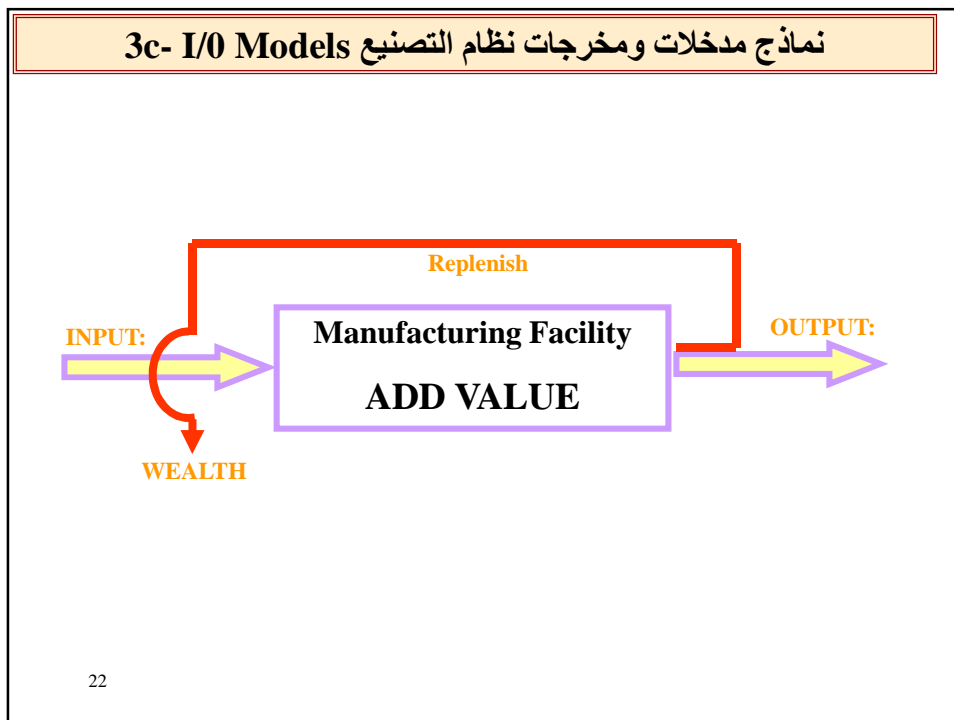 3c- I/0 Models نماذج مدخلات ومخرجات نظام التصنيع
Replenish
INPUT:
Manufacturing Facility
OUTPUT:
ADD VALUE
WEALTH
22